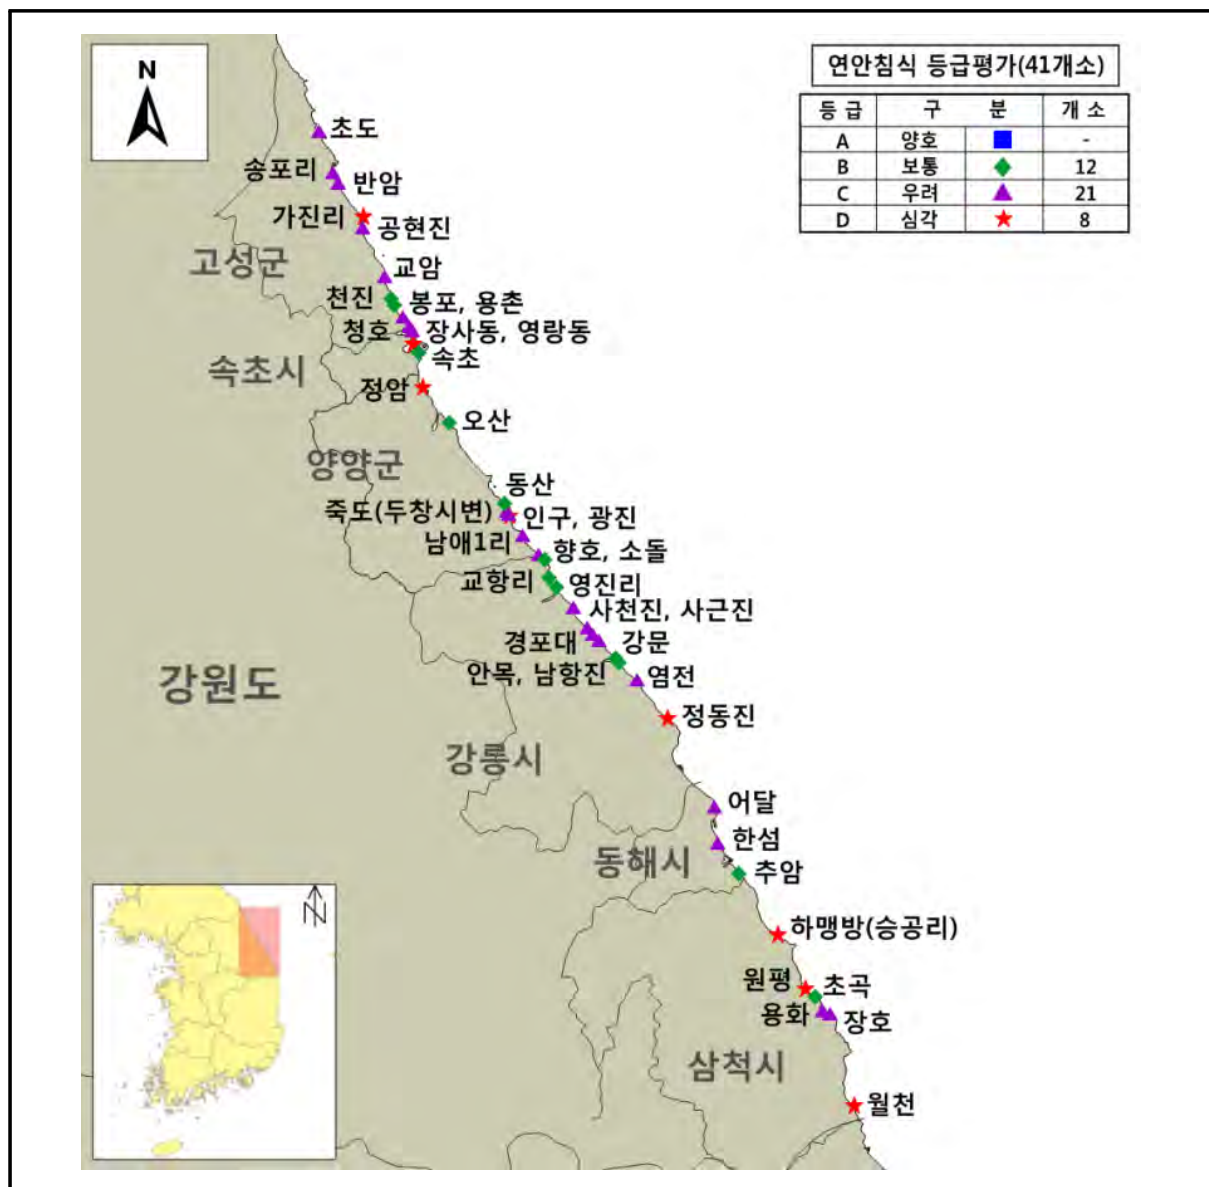 N
연안침식 등급평가(41개소)
등 급 구 분 개 소
A 양호 -
B 보통 12
C 우려 21
D 심각 8
초도
송포리
반암
가진리
공현진
고성군
교암
천진
봉포, 용촌
청호
장사동, 영랑동
속초
속초시
정암
오산
양양군
동산
죽도(두창시변)
인구, 광진
남애1리
향호, 소돌
교항리
영진리
사천진, 사근진
경포대
강문
안목, 남항진
염전
강원도
정동진
강릉시
어달
한섬
동해시
추암
하맹방(승공리)
원평
초곡
용화
장호
삼척시
월천
N